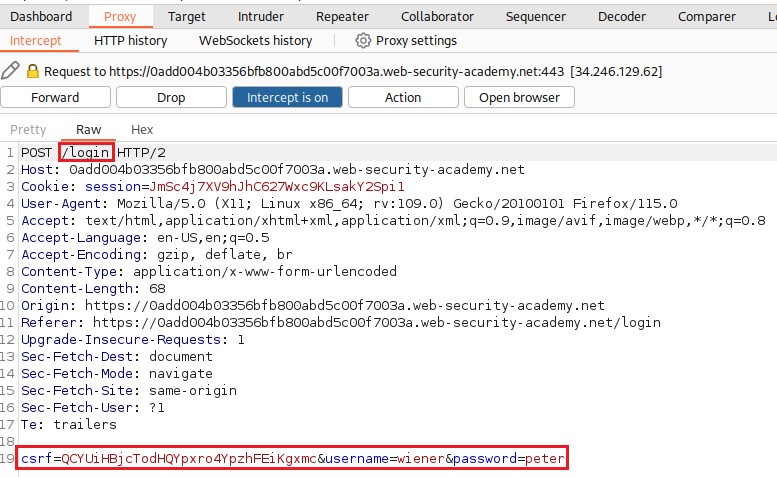 Dashboard Proxy Target Intruder Repeater Collaborator Sequencer Decoder Comparer Lo
Intercept HTTP history WebSockets history Proxy settings
Request to https://0add004b03356bfb800abd5c00f7003a.web-security-academy.net:443 [34.246.129.62]
Forward Drop Intercept is on Action Open browser
Pretty Raw Hex
1 POST /login HTTP/2
2 Host: 0add004b03356bfb800abd5c00f7003a.web-security-academy.net
3 Cookie: session=JmSc4j7XV9hJhC627Wxc9KLsakY2Spi1
4 User-Agent: Mozilla/5.0 (X11; Linux x86_64; rv:109.0) Gecko/20100101 Firefox/115.0
5 Accept: text/html,application/xhtml+xml,application/xml;q=0.9,image/avif,image/webp,*/*;q=0.8
6 Accept-Language: en-US,en;q=0.5
7 Accept-Encoding: gzip, deflate, br
8 Content-Type: application/x-www-form-urlencoded
9 Content-Length: 68
10 Origin: https://0add004b03356bfb800abd5c00f7003a.web-security-academy.net
11 Referer: https://0add004b03356bfb800abd5c00f7003a.web-security-academy.net/login
12 Upgrade-Insecure-Requests: 1
13 Sec-Fetch-Dest: document
14 Sec-Fetch-Mode: navigate
15 Sec-Fetch-Site: same-origin
16 Sec-Fetch-User: ?1
17 Te: trailers
18
19 csrf=QCYUiHBjcTodHQYpxro4YpzhFEiKgxmc&username=wiener&password=peter